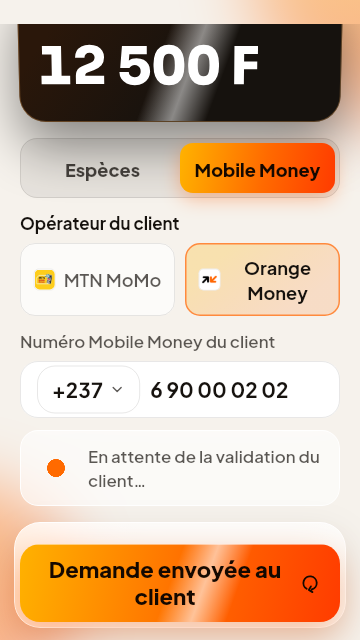 12 500 F
Espèces
Mobile Money
Opérateur du client
MTN MoMo
Orange
Money
Numéro Mobile Money du client
+237
6 90 00 02 02
En attente de la validation du
client…
Demande envoyée au
client